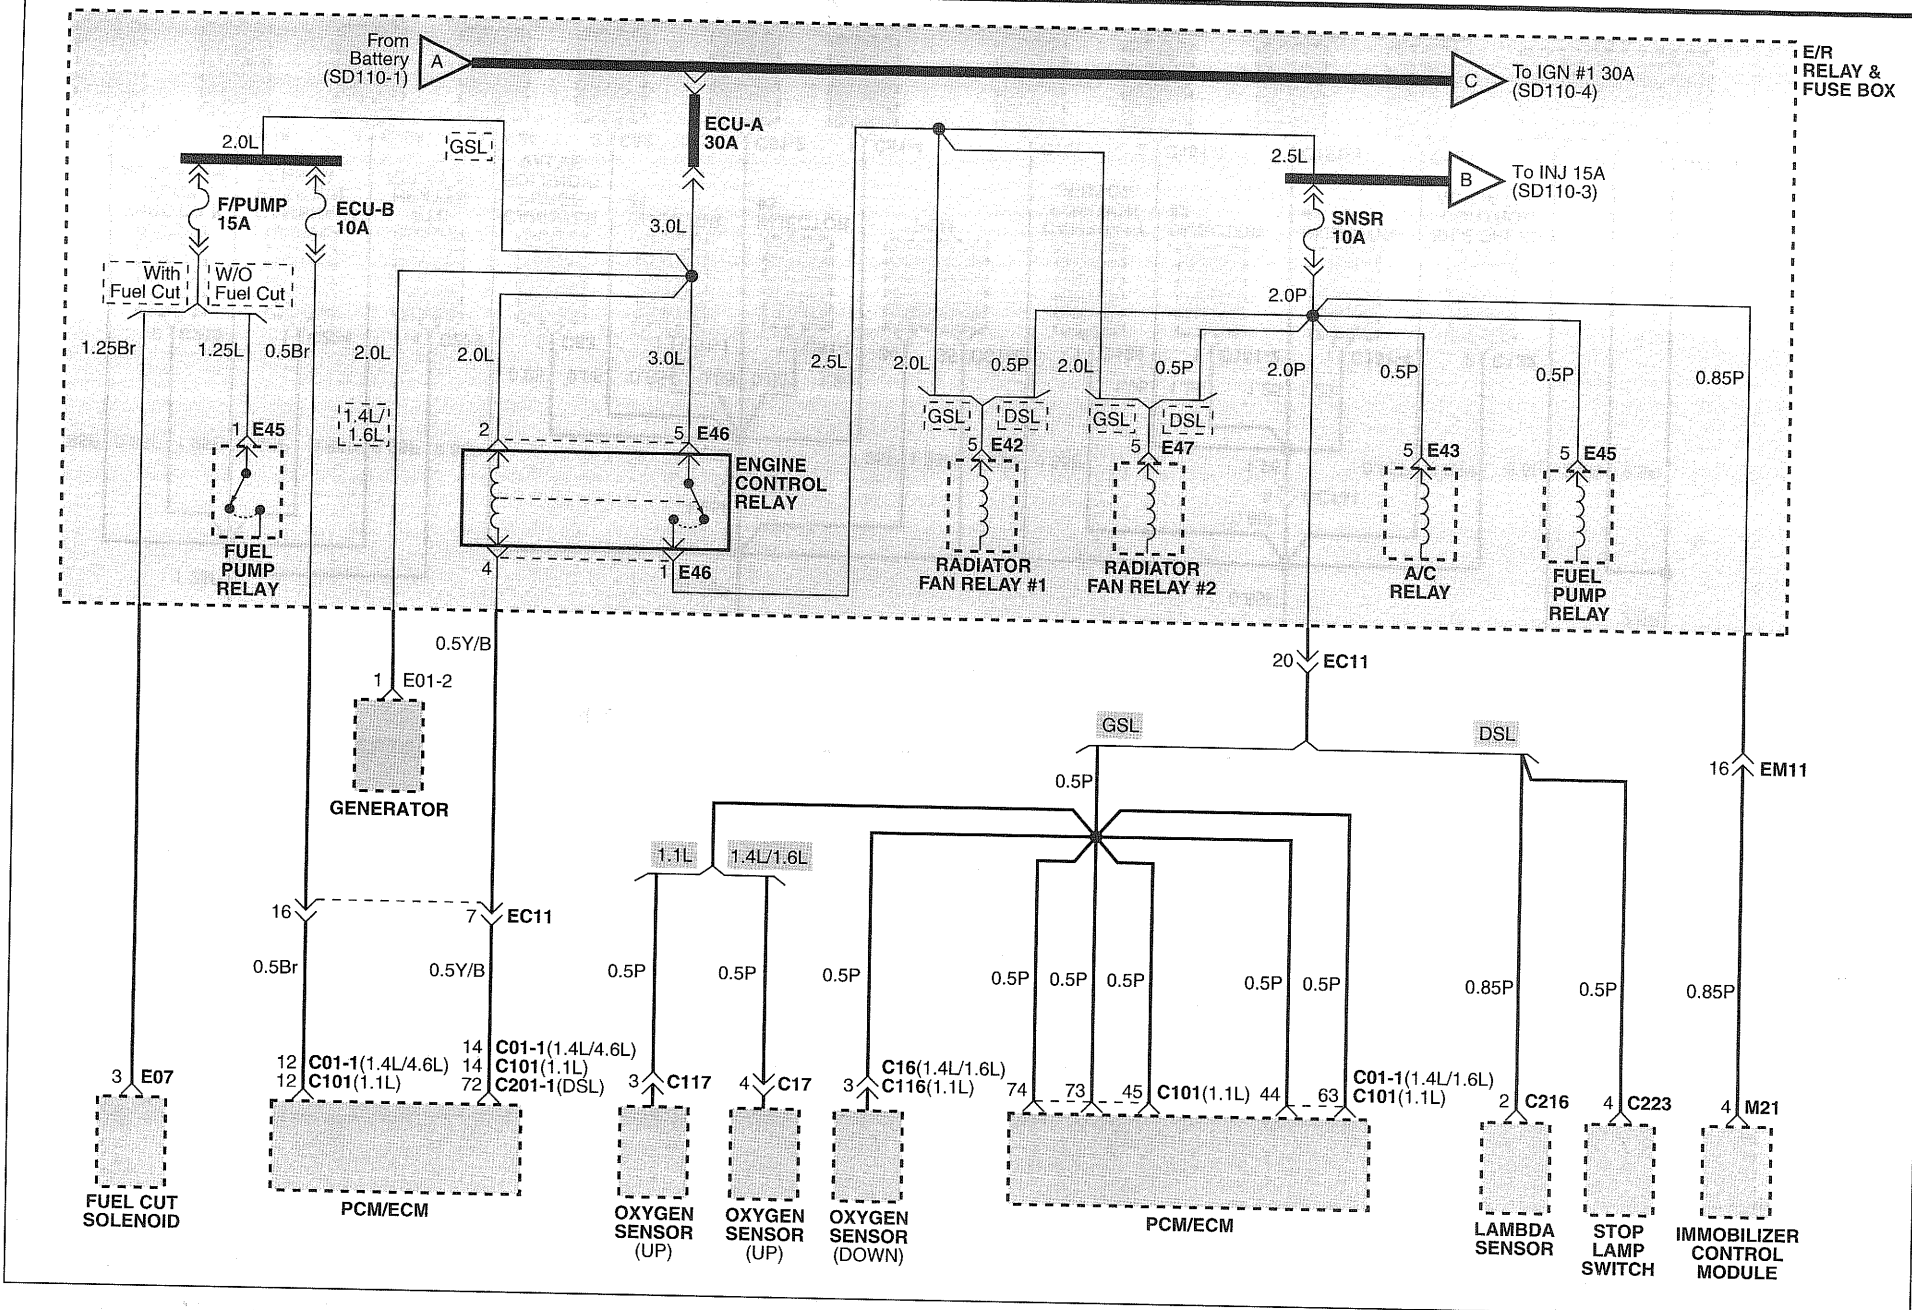 From
Battery
(SD110-1)
A
C
To IGN #1 30A
(SD110-4)
E/R
RELAY &
FUSE BOX
ECU-A
30A
2.0L
GSL
F/PUMP
15A
ECU-B
10A
3.0L
2.5L
B
To INJ 15A
(SD110-3)
SNSR
10A
With
Fuel Cut
W/O
Fuel Cut
2.0P
1.25Br
1.25L
0.5Br
2.0L
2.0L
3.0L
2.5L
2.0L
0.5P
2.0L
0.5P
2.0P
0.5P
0.5P
0.85P
1.4L/
1.6L
GSL
DSL
GSL
DSL
1
E45
2
5
E46
5
E42
5
E47
5
E43
5
E45
ENGINE
CONTROL
RELAY
FUEL
PUMP
RELAY
4
1
E46
RADIATOR
FAN RELAY #1
RADIATOR
FAN RELAY #2
A/C
RELAY
FUEL
PUMP
RELAY
0.5Y/B
1
E01-2
20
EC11
GENERATOR
GSL
DSL
0.5P
16
EM11
1.1L
1.4L/1.6L
16
7
EC11
0.5Br
0.5Y/B
0.5P
0.5P
0.5P
0.5P
0.5P
0.5P
0.5P
0.5P
0.85P
0.5P
0.85P
3
E07
12
C01-1(1.4L/4.6L)
12
C101(1.1L)
14
C01-1(1.4L/4.6L)
14
C101(1.1L)
72
C201-1(DSL)
3
C117
4
C17
3
C16(1.4L/1.6L)
C116(1.1L)
74
73
45
C101(1.1L)
44
63
C01-1(1.4L/1.6L)
C101(1.1L)
2
C216
4
C223
4
M21
FUEL CUT
SOLENOID
PCM/ECM
OXYGEN
SENSOR
(UP)
OXYGEN
SENSOR
(UP)
OXYGEN
SENSOR
(DOWN)
PCM/ECM
LAMBDA
SENSOR
STOP
LAMP
SWITCH
IMMOBILIZER
CONTROL
MODULE